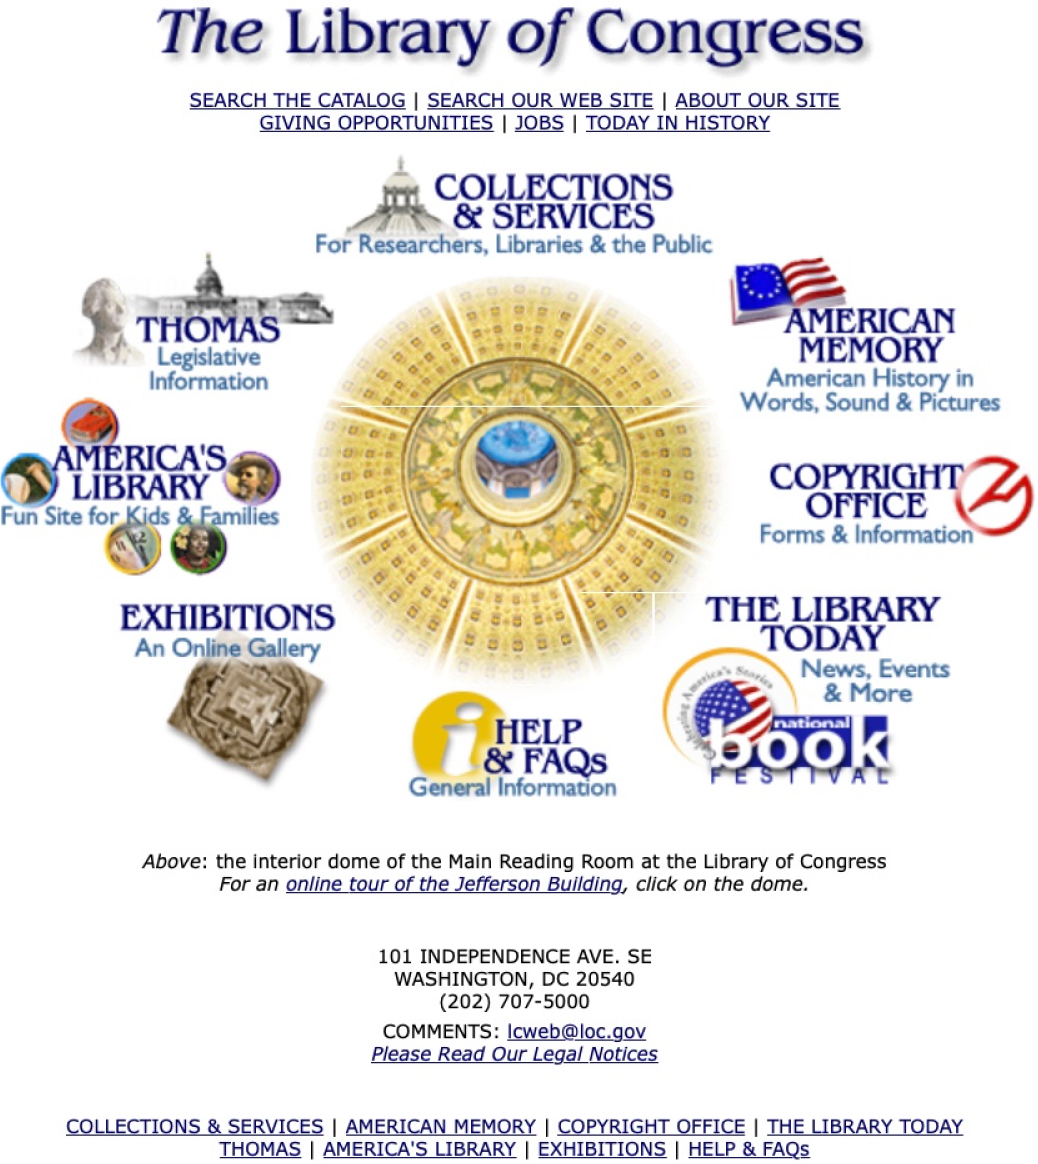 The Library of Congress
SEARCH THE CATALOG | SEARCH OUR WEB SITE | ABOUT OUR SITE
GIVING OPPORTUNITIES | JOBS | TODAY IN HISTORY
COLLECTIONS
& SERVICES
For Researchers, Libraries & the Public
THOMAS
Legislative
Information
AMERICAN
MEMORY
American History in
Words, Sound & Pictures
AMERICA'S
LIBRARY
Fun Site for Kids & Families
COPYRIGHT
OFFICE
Forms & Information
EXHIBITIONS
An Online Gallery
THE LIBRARY
TODAY
News, Events
& More
Celebrating America's Stories
national
book
FESTIVAL
i
HELP
& FAQs
General Information
Above: the interior dome of the Main Reading Room at the Library of Congress
For an online tour of the Jefferson Building, click on the dome.
101 INDEPENDENCE AVE. SE
WASHINGTON, DC 20540
(202) 707-5000
COMMENTS: lcweb@loc.gov
Please Read Our Legal Notices
COLLECTIONS & SERVICES | AMERICAN MEMORY | COPYRIGHT OFFICE | THE LIBRARY TODAY
THOMAS | AMERICA'S LIBRARY | EXHIBITIONS | HELP & FAQs